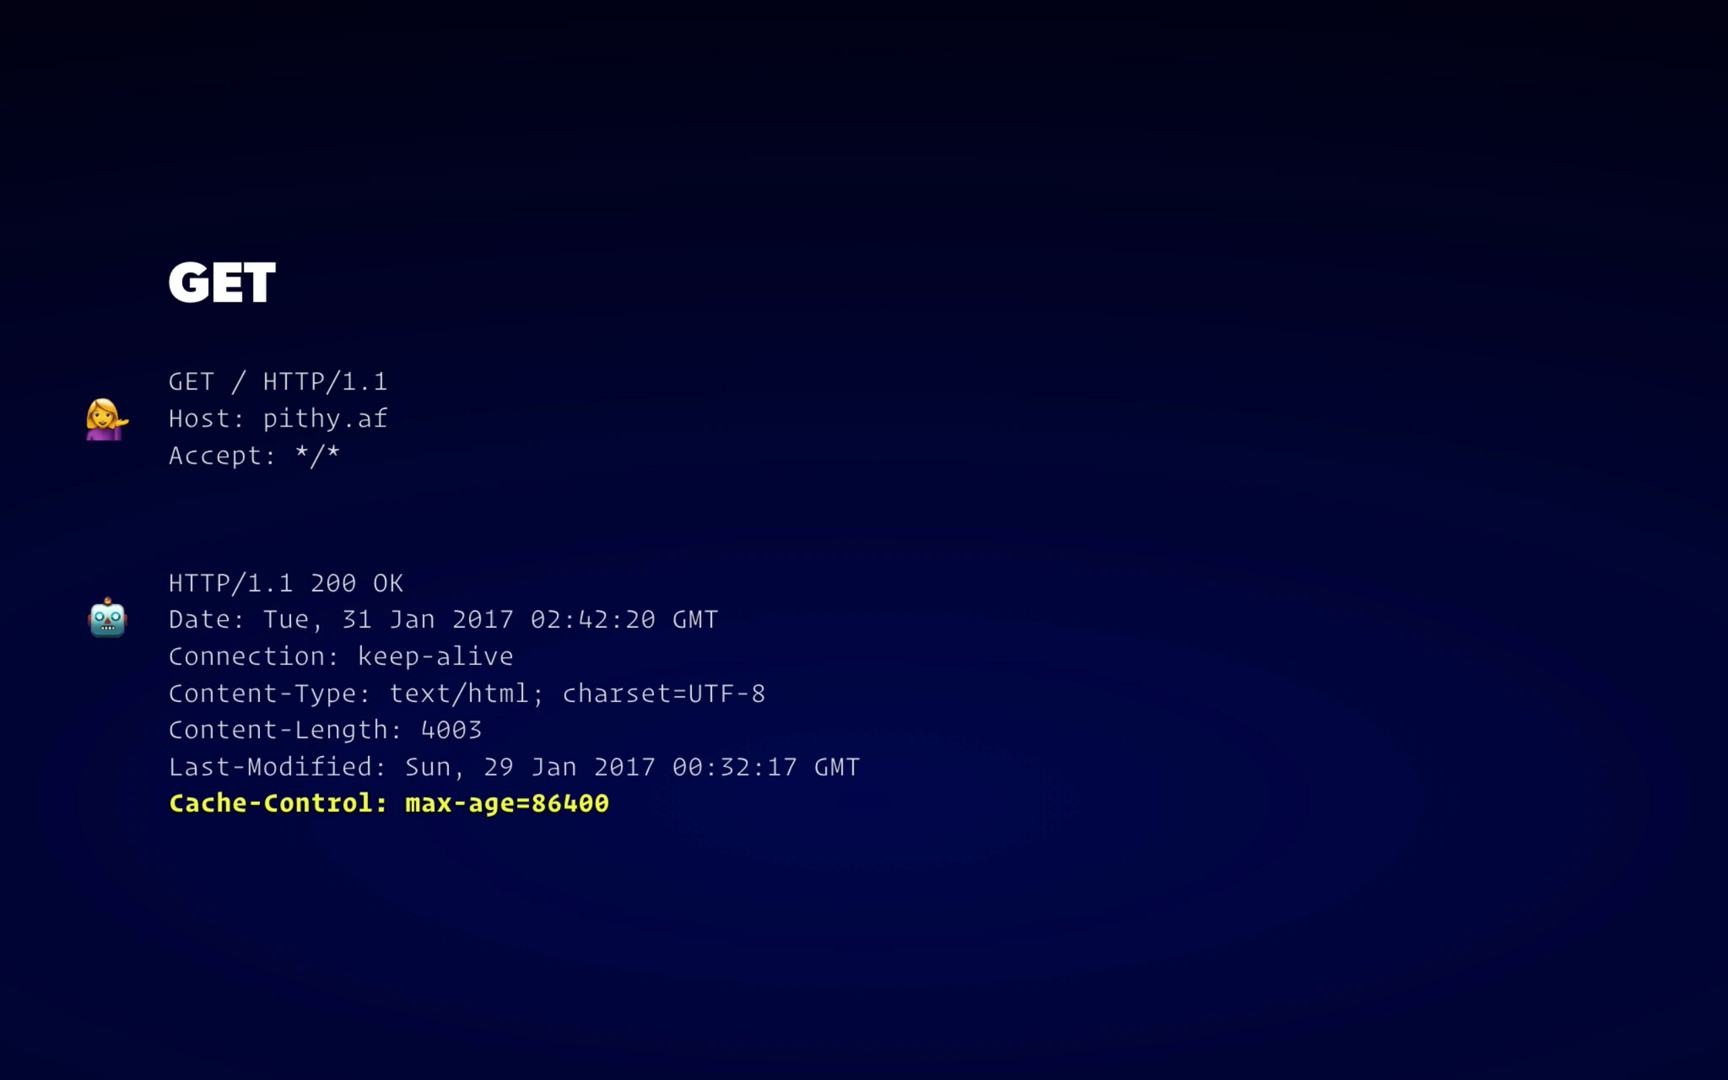 GET
GET / HTTP/1.1
Host: pithy.af
Accept: */*
HTTP/1.1 200 OK
Date: Tue, 31 Jan 2017 02:42:20 GMT
Connection: keep-alive
Content-Type: text/html; charset=UTF-8
Content-Length: 4003
Last-Modified: Sun, 29 Jan 2017 00:32:17 GMT
Cache-Control: max-age=86400